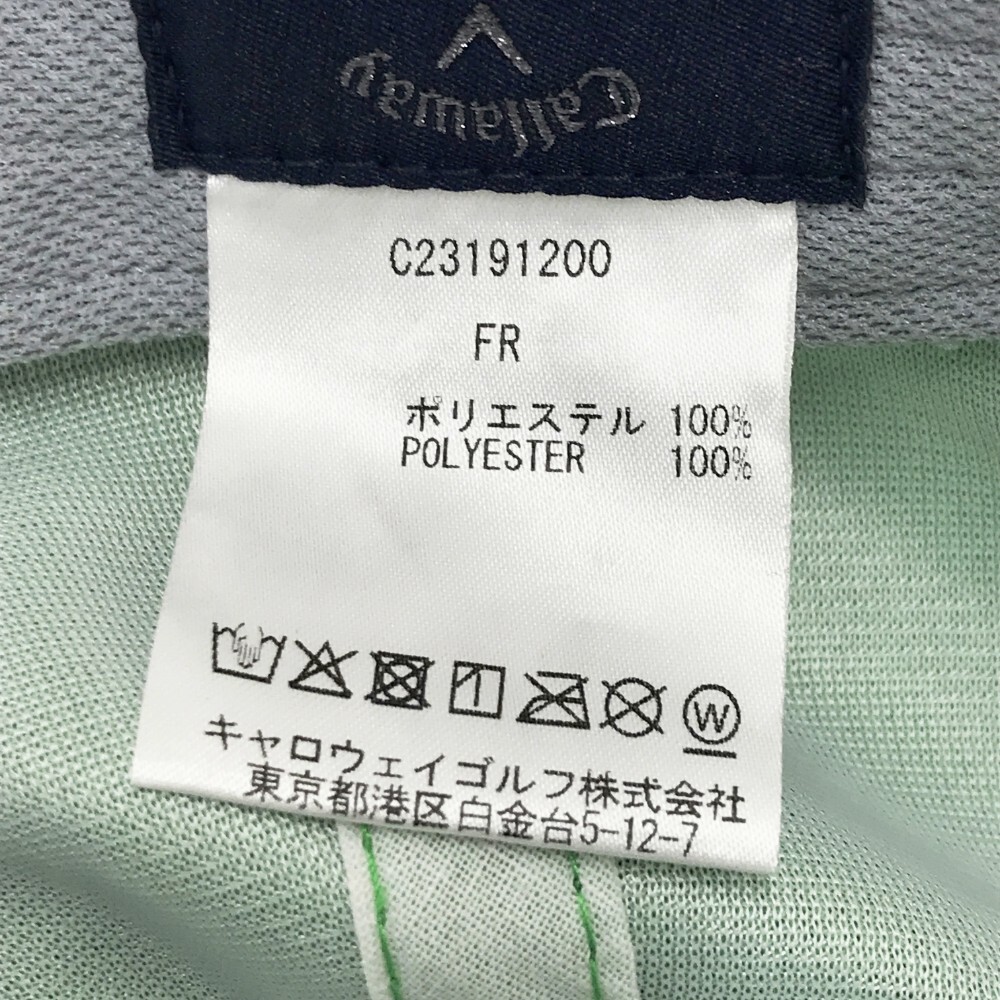 Callaway
C23191200
FR
ポリエステル 100%
POLYESTER 100%
W
キャロウェイゴルフ株式会社
東京都港区白金台5-12-7